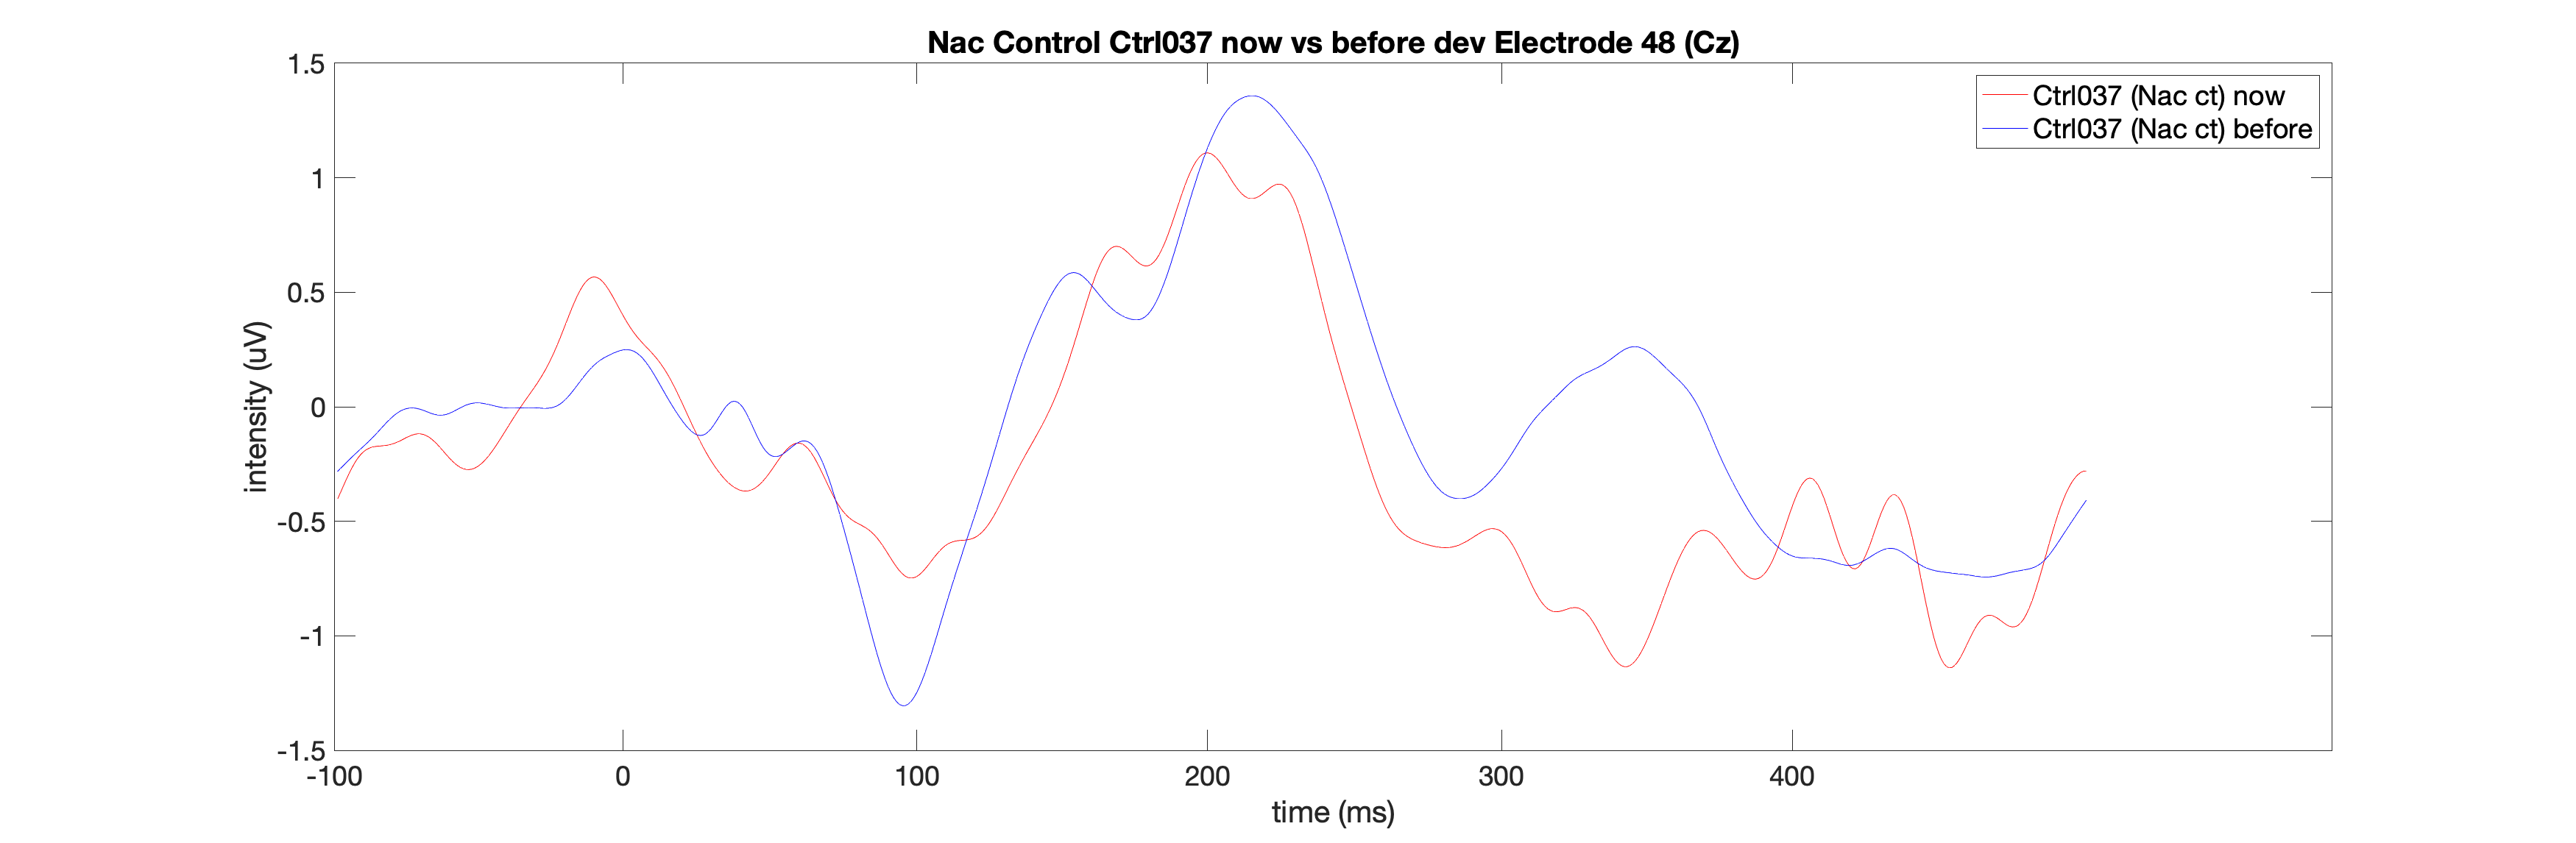 Nac Control Ctrl037 now vs before dev Electrode 48 (Cz)
1.5
1
0.5
0
-0.5
-1
-1.5
intensity (uV)
Ctrl037 (Nac ct) now
Ctrl037 (Nac ct) before
-100 0 100 200 300 400
time (ms)